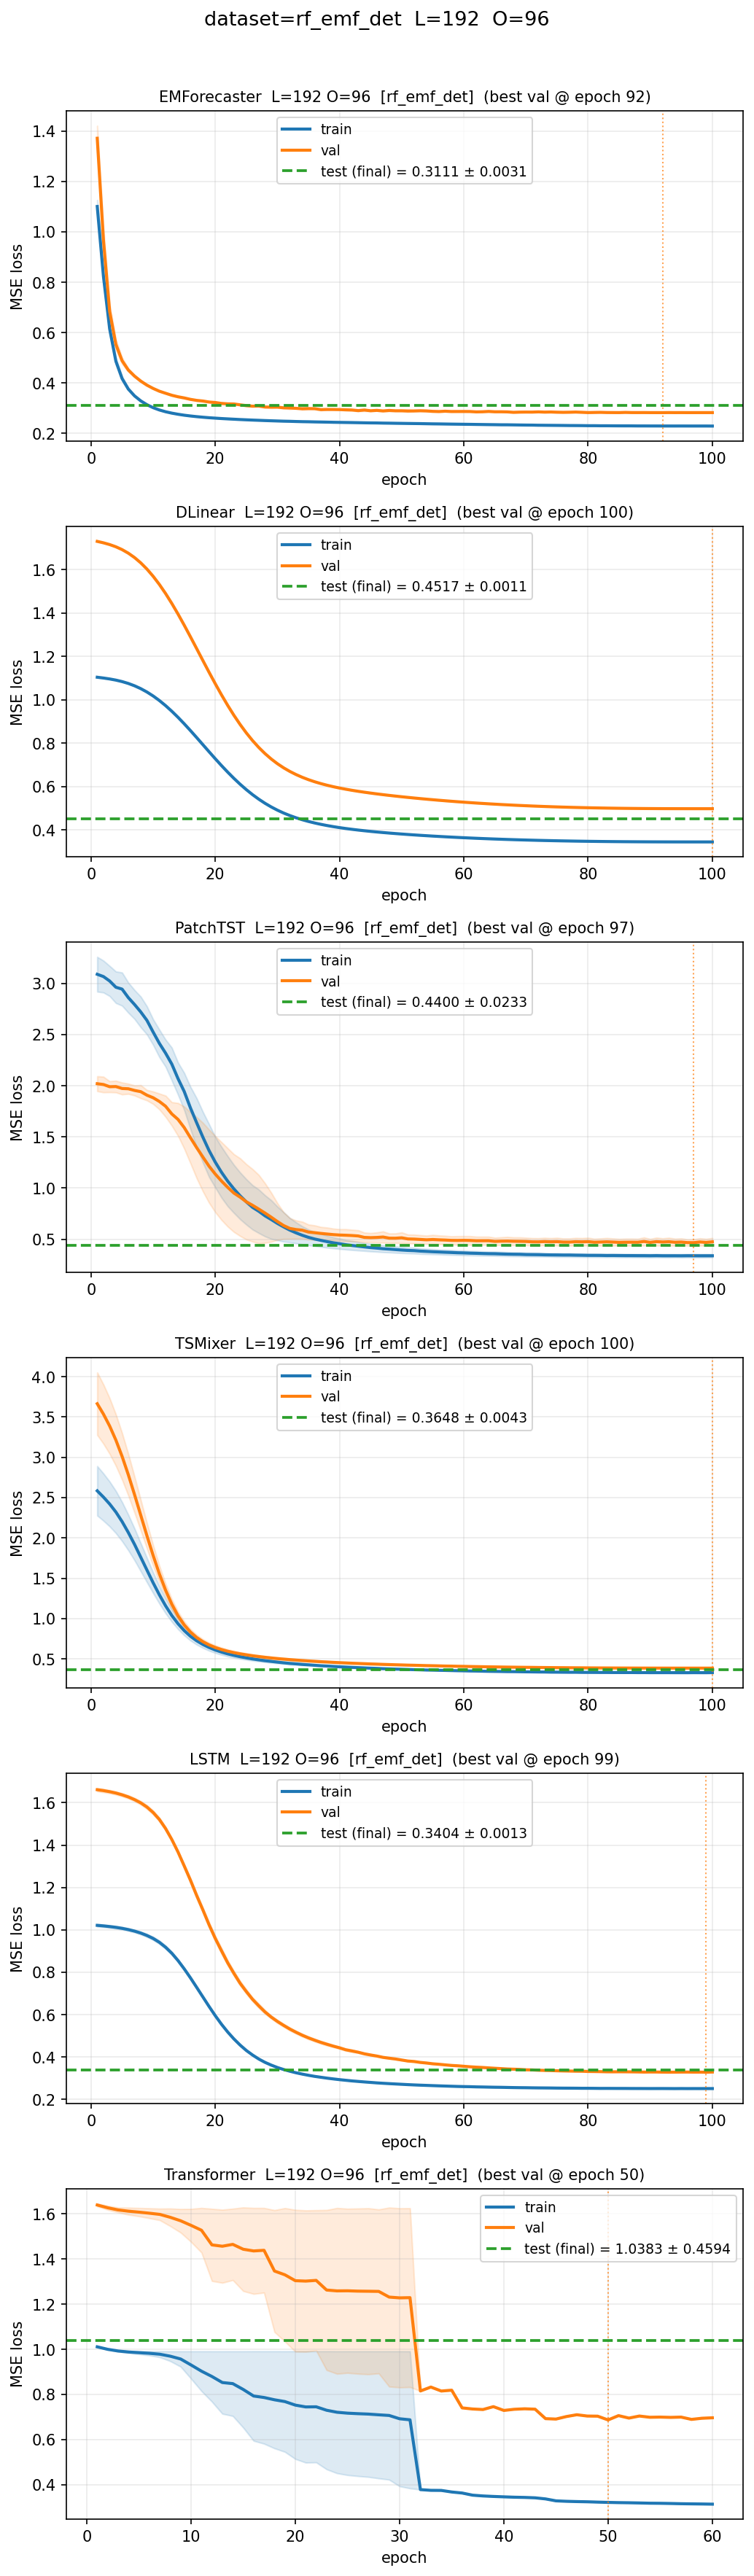 dataset=rf_emf_det  L=192  O=96
EMForecaster  L=192 O=96  [rf_emf_det]  (best val @ epoch 92)
train
val
test (final) = 0.3111 ± 0.0031
MSE loss
1.4
1.2
1.0
0.8
0.6
0.4
0.2
0 20 40 60 80 100
epoch
DLinear  L=192 O=96  [rf_emf_det]  (best val @ epoch 100)
train
val
test (final) = 0.4517 ± 0.0011
MSE loss
1.6
1.4
1.2
1.0
0.8
0.6
0.4
0 20 40 60 80 100
epoch
PatchTST  L=192 O=96  [rf_emf_det]  (best val @ epoch 97)
train
val
test (final) = 0.4400 ± 0.0233
MSE loss
3.0
2.5
2.0
1.5
1.0
0.5
0 20 40 60 80 100
epoch
TSMixer  L=192 O=96  [rf_emf_det]  (best val @ epoch 100)
train
val
test (final) = 0.3648 ± 0.0043
MSE loss
4.0
3.5
3.0
2.5
2.0
1.5
1.0
0.5
0 20 40 60 80 100
epoch
LSTM  L=192 O=96  [rf_emf_det]  (best val @ epoch 99)
train
val
test (final) = 0.3404 ± 0.0013
MSE loss
1.6
1.4
1.2
1.0
0.8
0.6
0.4
0.2
0 20 40 60 80 100
epoch
Transformer  L=192 O=96  [rf_emf_det]  (best val @ epoch 50)
train
val
test (final) = 1.0383 ± 0.4594
MSE loss
1.6
1.4
1.2
1.0
0.8
0.6
0.4
0 10 20 30 40 50 60
epoch